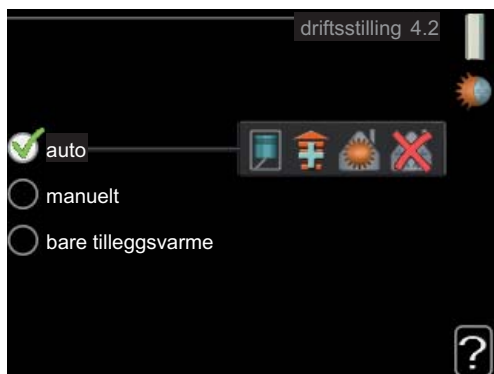 driftsstilling 4.2
auto
manuelt
bare tilleggsvarme
?